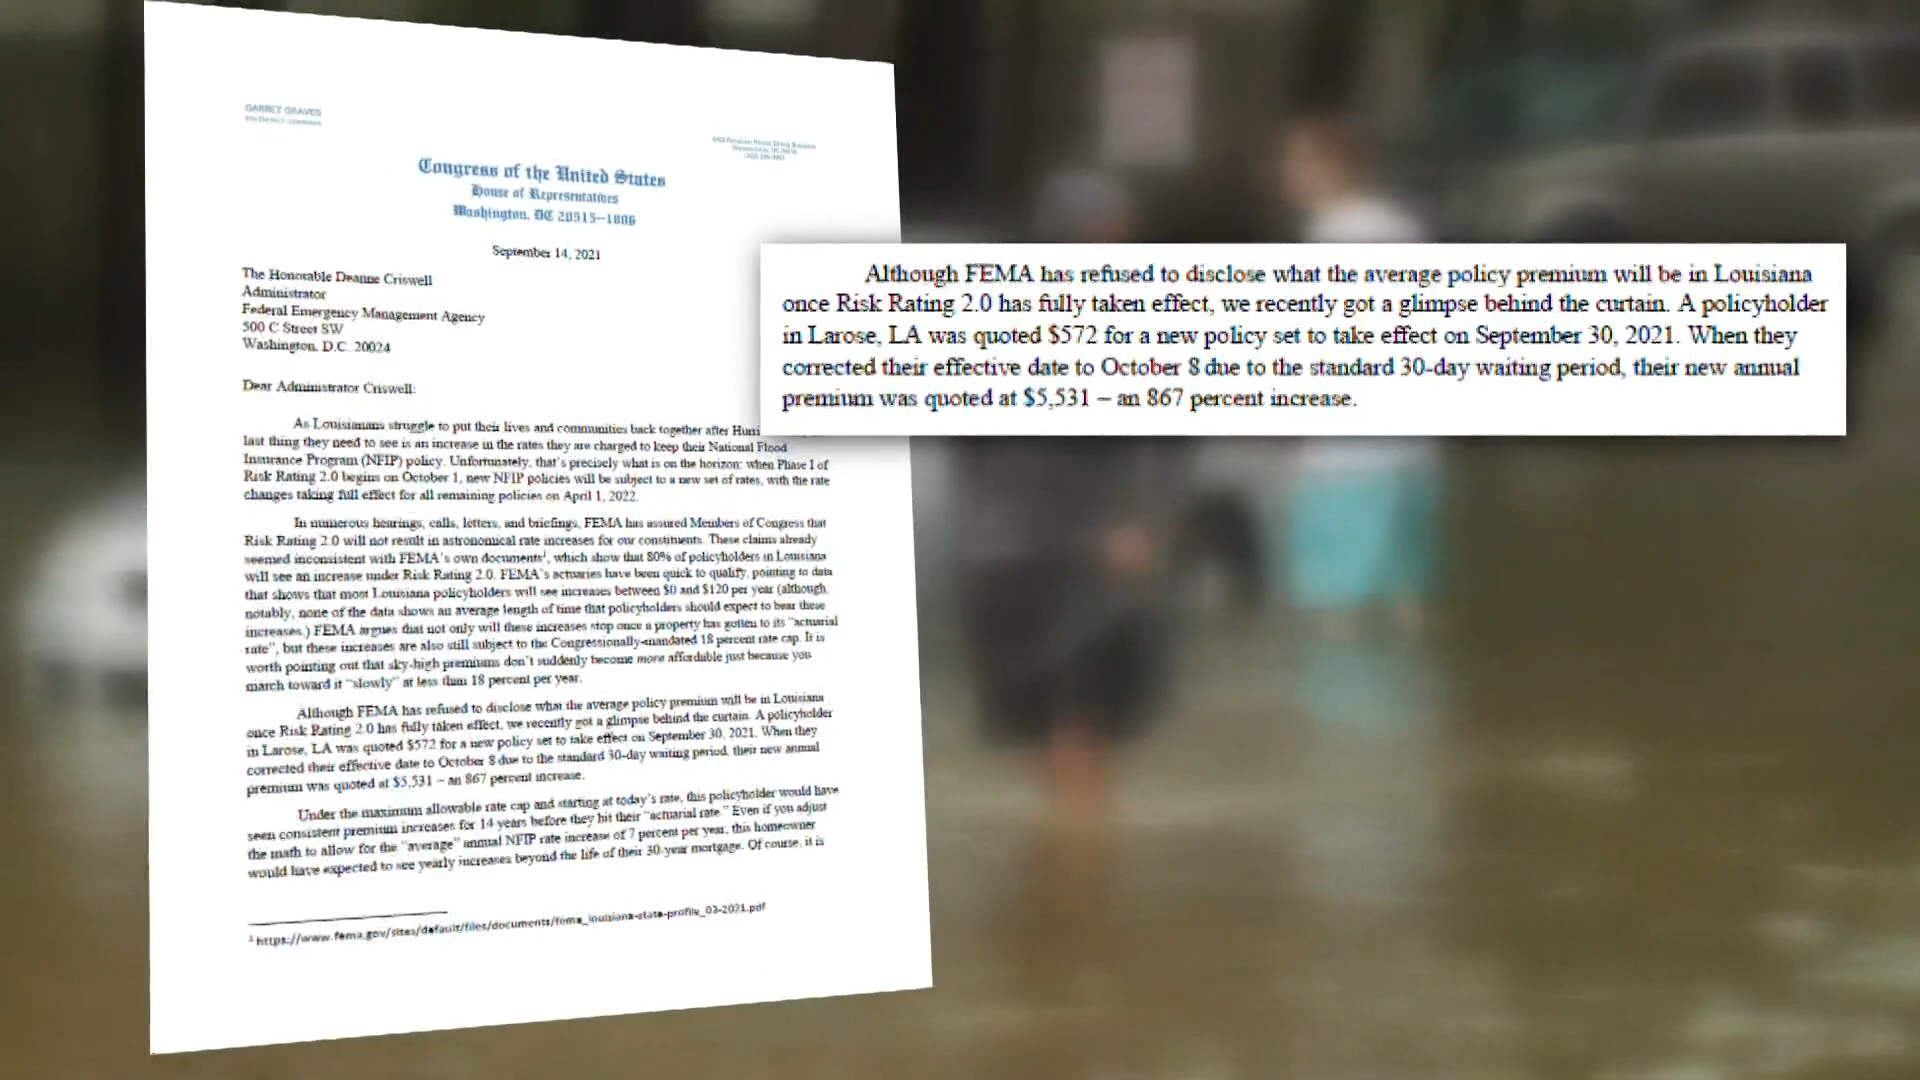 GARRET GRAVES
6TH DISTRICT, LOUISIANA
Washington, DC 20515
Congress of the United States
House of Representatives
Washington, DC 20515–1806
September 14, 2021
The Honorable Deanne Criswell
Administrator
Federal Emergency Management Agency
500 C Street SW
Washington, D.C. 20024
Dear Administrator Criswell:
As Louisianans struggle to put their lives and communities back together after
last thing they need to see is an increase in the rates they are charged to keep their National Flood
Insurance Program (NFIP) policy. Unfortunately, that's precisely what is on the horizon: when Phase I of
Risk Rating 2.0 begins on October 1, new NFIP policies will be subject to a new set of rates, with the rate
changes taking full effect for all remaining policies on April 1, 2022.
In numerous hearings, calls, letters, and briefings, FEMA has assured Members of Congress that
Risk Rating 2.0 will not result in astronomical rate increases for our constituents. These claims already
seemed inconsistent with FEMA's own documents¹, which show that 80% of policyholders in Louisiana
will see an increase under Risk Rating 2.0. FEMA's actuaries have been quick to qualify, pointing to data
that shows that most Louisiana policyholders will see increases between $0 and $120 per year (although,
notably, none of the data shows an average length of time that policyholders should expect to bear these
increases.) FEMA argues that not only will these increases stop once a property has gotten to its "actuarial
rate", but these increases are also still subject to the Congressionally-mandated 18 percent rate cap. It is
worth pointing out that sky-high premiums don't suddenly become more affordable just because you
march toward it "slowly" at less than 18 percent per year.
Although FEMA has refused to disclose what the average policy premium will be in Louisiana
once Risk Rating 2.0 has fully taken effect, we recently got a glimpse behind the curtain. A policyholder
in Larose, LA was quoted $572 for a new policy set to take effect on September 30, 2021. When they
corrected their effective date to October 8 due to the standard 30-day waiting period, their new annual
premium was quoted at $5,531 – an 867 percent increase.
Under the maximum allowable rate cap and starting at today's rate, this policyholder would have
seen consistent premium increases for 14 years before they hit their "actuarial rate." Even if you adjust
the math to allow for the "average" annual NFIP rate increase of 7 percent per year, this homeowner
would have expected to see yearly increases beyond the life of their 30-year mortgage. Of course, it is
¹ https://www.fema.gov/sites/default/files/documents/fema_louisiana-state-profile_03-2021.pdf
Although FEMA has refused to disclose what the average policy premium will be in Louisiana
once Risk Rating 2.0 has fully taken effect, we recently got a glimpse behind the curtain. A policyholder
in Larose, LA was quoted $572 for a new policy set to take effect on September 30, 2021. When they
corrected their effective date to October 8 due to the standard 30-day waiting period, their new annual
premium was quoted at $5,531 – an 867 percent increase.